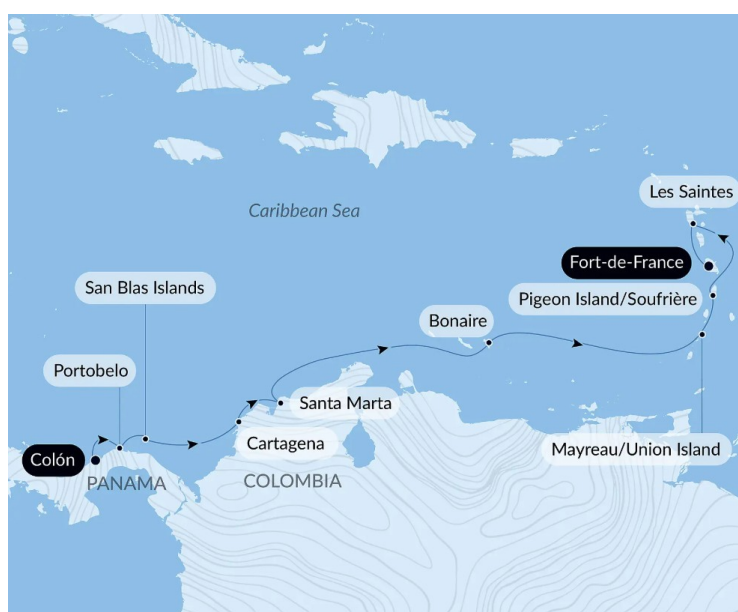 Les Saintes
Caribbean Sea
Fort-de-France
San Blas Islands
Pigeon Island/Soufrière
Bonaire
Portobelo
Santa Marta
Cartagena
Mayreau/Union Island
Colón
PANAMA
COLOMBIA